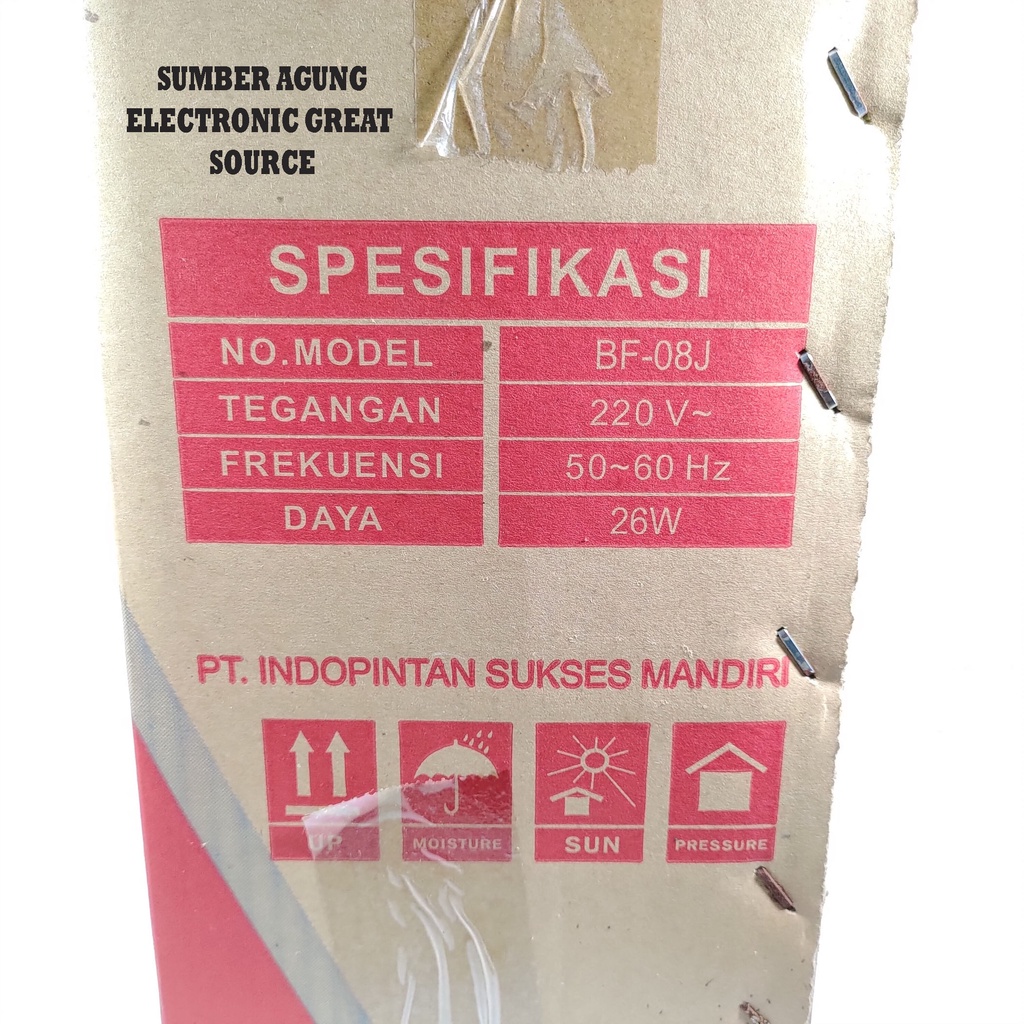 SUMBER AGUNG
ELECTRONIC GREAT
SOURCE
SPESIFIKASI
NO.MODEL BF-08J
TEGANGAN 220 V~
FREKUENSI 50~60 Hz
DAYA 26W
PT. INDOPINTAN SUKSES MANDIRI
UP MOISTURE SUN PRESSURE